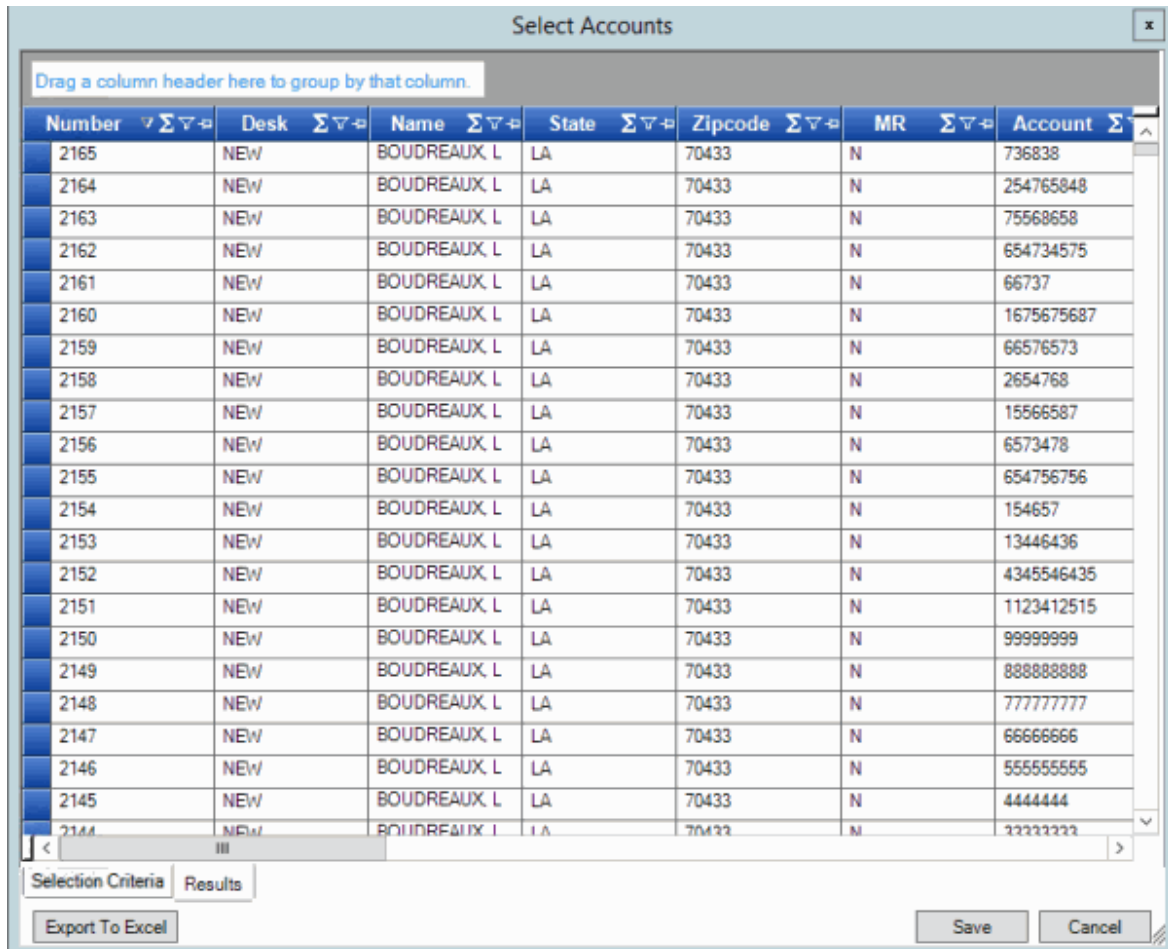 Select Accounts
x
Drag a column header here to group by that column.
Number Σ Desk Σ Name Σ State Σ Zipcode Σ MR Σ Account Σ
2165 NEW BOUDREAUX, L LA 70433 N 736838
2164 NEW BOUDREAUX, L LA 70433 N 254765848
2163 NEW BOUDREAUX, L LA 70433 N 75568658
2162 NEW BOUDREAUX, L LA 70433 N 654734575
2161 NEW BOUDREAUX, L LA 70433 N 66737
2160 NEW BOUDREAUX, L LA 70433 N 1675675687
2159 NEW BOUDREAUX, L LA 70433 N 66576573
2158 NEW BOUDREAUX, L LA 70433 N 2654768
2157 NEW BOUDREAUX, L LA 70433 N 15566587
2156 NEW BOUDREAUX, L LA 70433 N 6573478
2155 NEW BOUDREAUX, L LA 70433 N 654756756
2154 NEW BOUDREAUX, L LA 70433 N 154657
2153 NEW BOUDREAUX, L LA 70433 N 13446436
2152 NEW BOUDREAUX, L LA 70433 N 4345546435
2151 NEW BOUDREAUX, L LA 70433 N 1123412515
2150 NEW BOUDREAUX, L LA 70433 N 99999999
2149 NEW BOUDREAUX, L LA 70433 N 888888888
2148 NEW BOUDREAUX, L LA 70433 N 777777777
2147 NEW BOUDREAUX, L LA 70433 N 66666666
2146 NEW BOUDREAUX, L LA 70433 N 555555555
2145 NEW BOUDREAUX, L LA 70433 N 4444444
2144 NEW BOUDREAUX, L LA 70433 N 33333333
Selection Criteria Results
Export To Excel Save Cancel